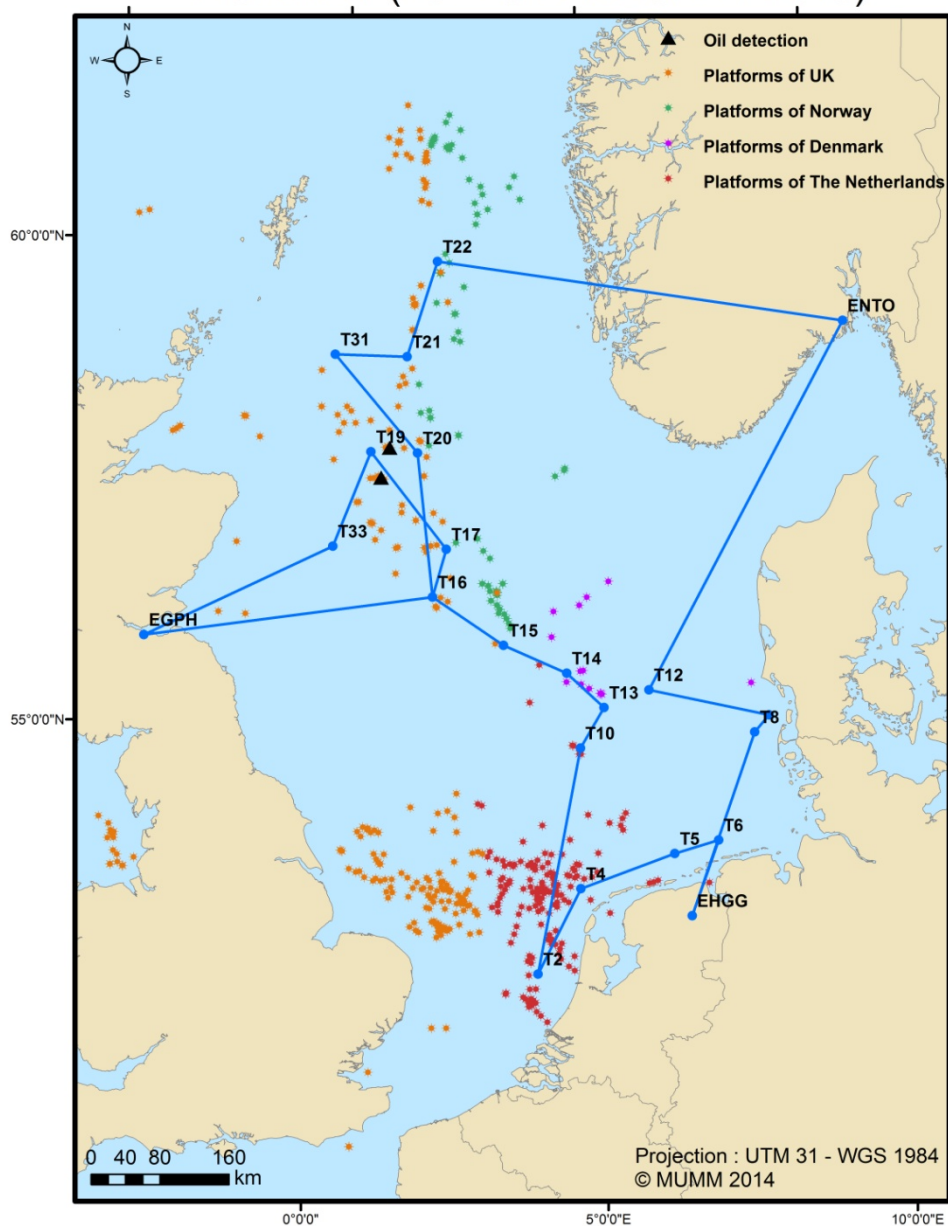 N
W E
S
Oil detection
Platforms of UK
Platforms of Norway
Platforms of Denmark
Platforms of The Netherlands
60°0'0"N
T22
ENTO
T31
T21
T19
T20
T33
T17
T16
EGPH
T15
T14
T12
T13
55°0'0"N
T8
T10
T6
T5
T4
EHGG
T2
0 40 80 160
km
Projection : UTM 31 - WGS 1984
© MUMM 2014
0°0'0"
5°0'0"E
10°0'0"E